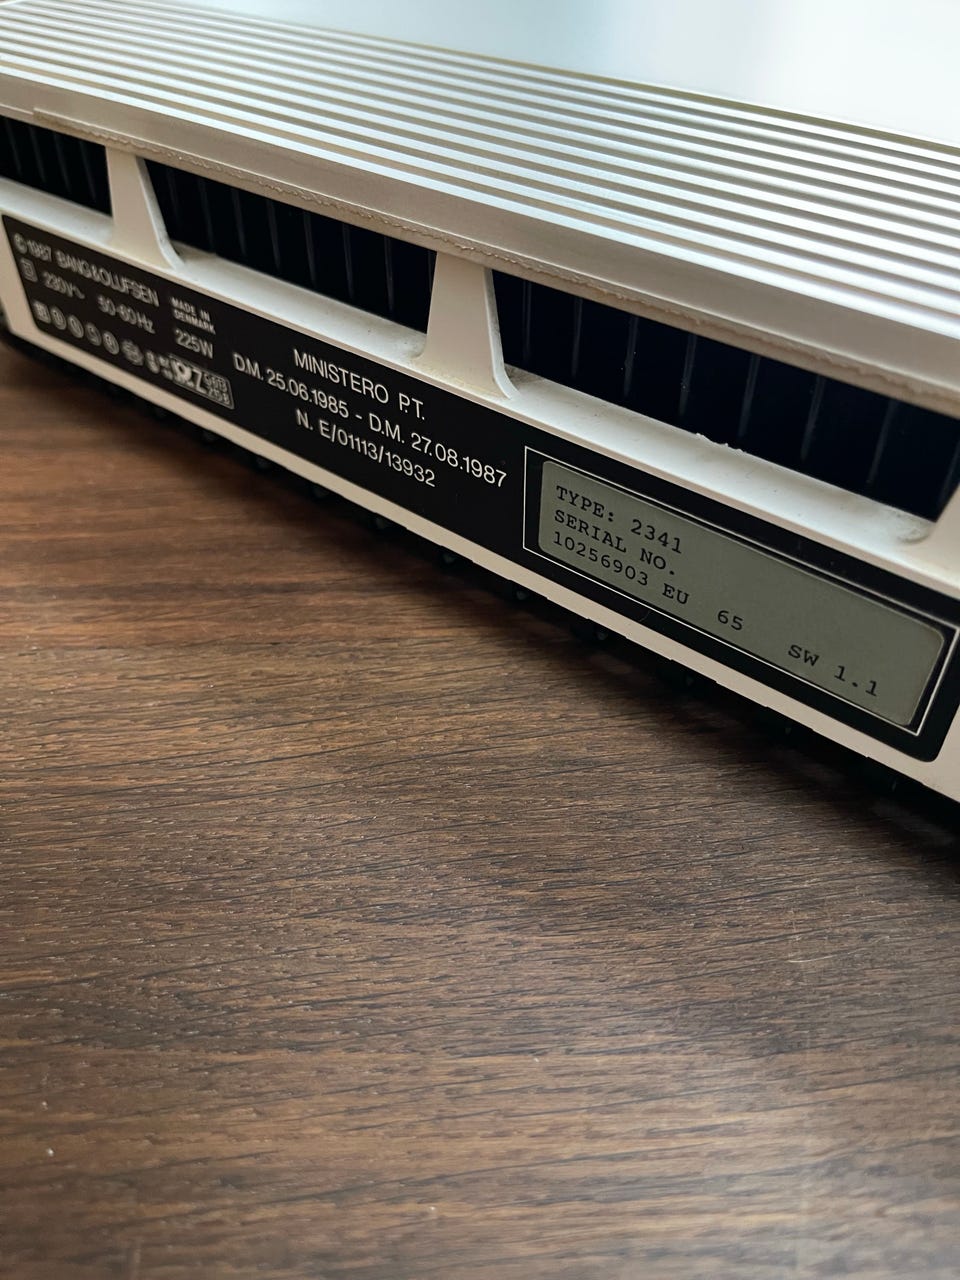 © 1987 BANG & OLUFSEN
MADE IN
DENMARK
230V~ 50-60Hz 225W
MINISTERO P.T.
D.M. 25.06.1985 - D.M. 27.08.1987
N. E/01113/13932
TYPE: 2341
SERIAL NO.
10256903 EU 65 SW 1.1